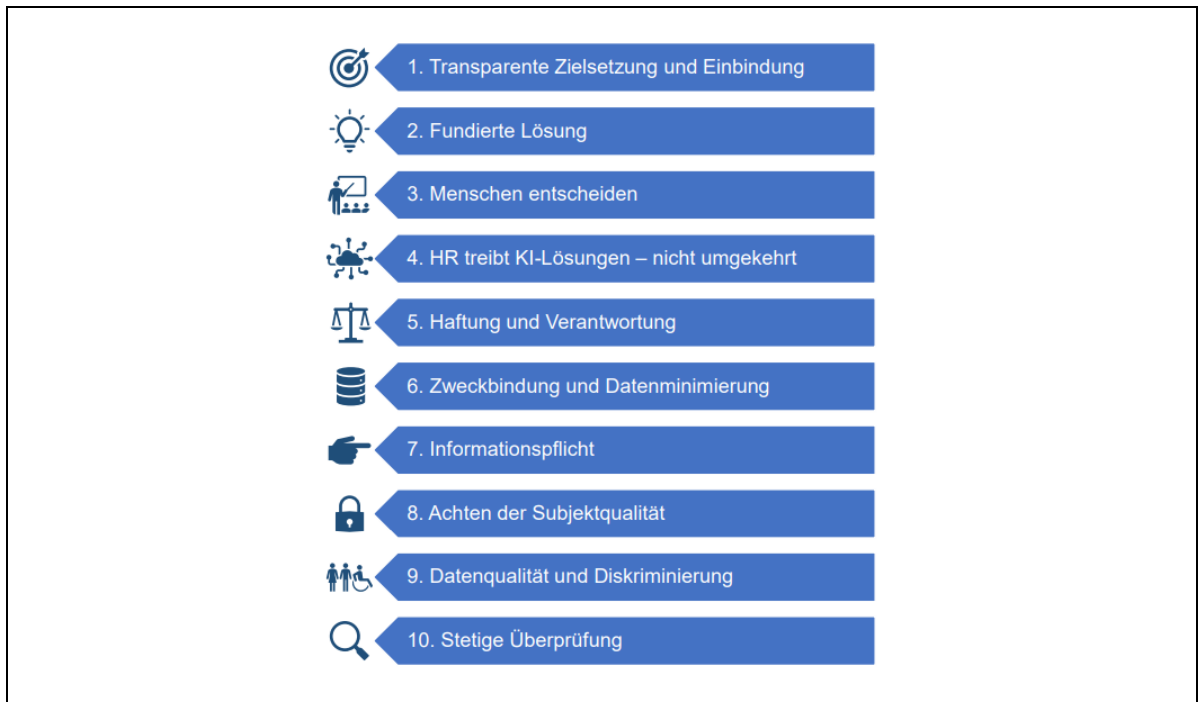 1. Transparente Zielsetzung und Einbindung
2. Fundierte Lösung
3. Menschen entscheiden
4. HR treibt KI-Lösungen – nicht umgekehrt
5. Haftung und Verantwortung
6. Zweckbindung und Datenminimierung
7. Informationspflicht
8. Achten der Subjektqualität
9. Datenqualität und Diskriminierung
10. Stetige Überprüfung